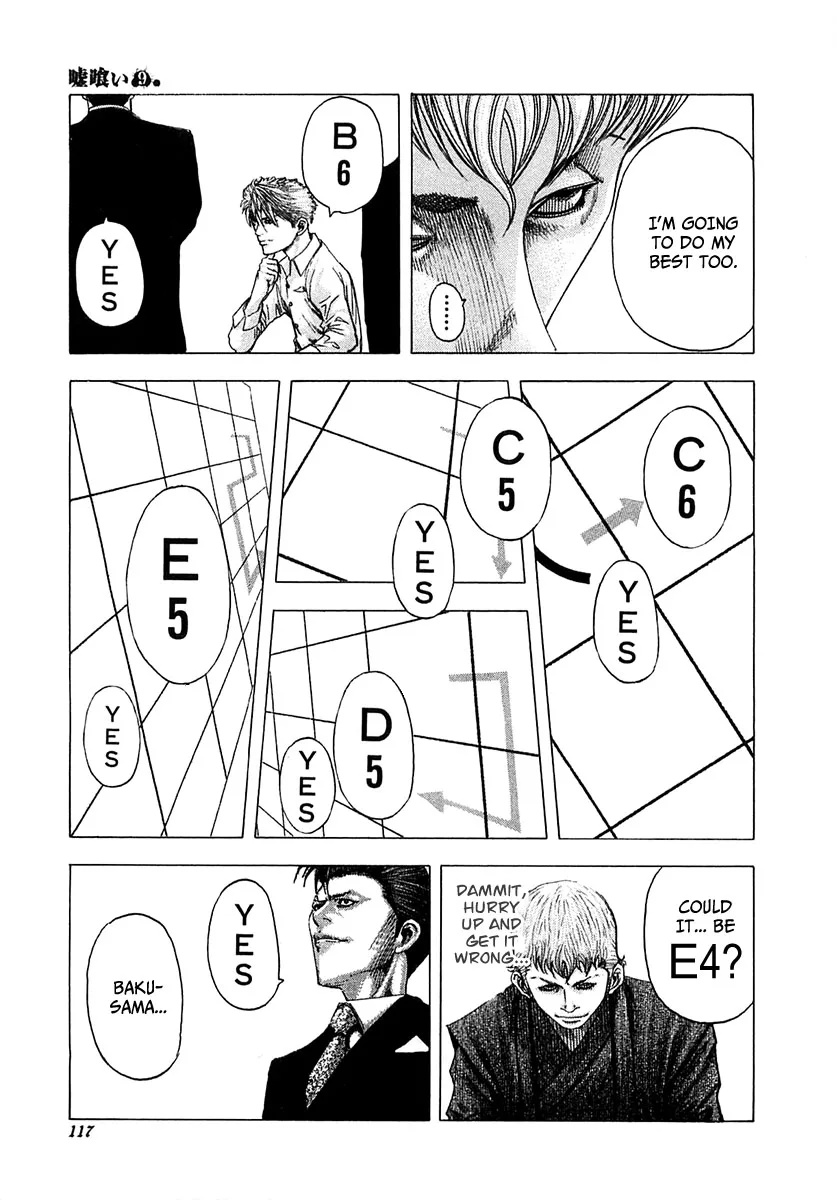 嘘喰い⑨。
I'M GOING
TO DO MY
BEST TOO.
……
B
6
YES
C
6
YES
C
5
YES
D
5
YES
E
5
YES
COULD
IT... BE
E4?
DAMMIT,
HURRY
UP AND
GET IT
WRONG...
YES
BAKU-
SAMA...
117